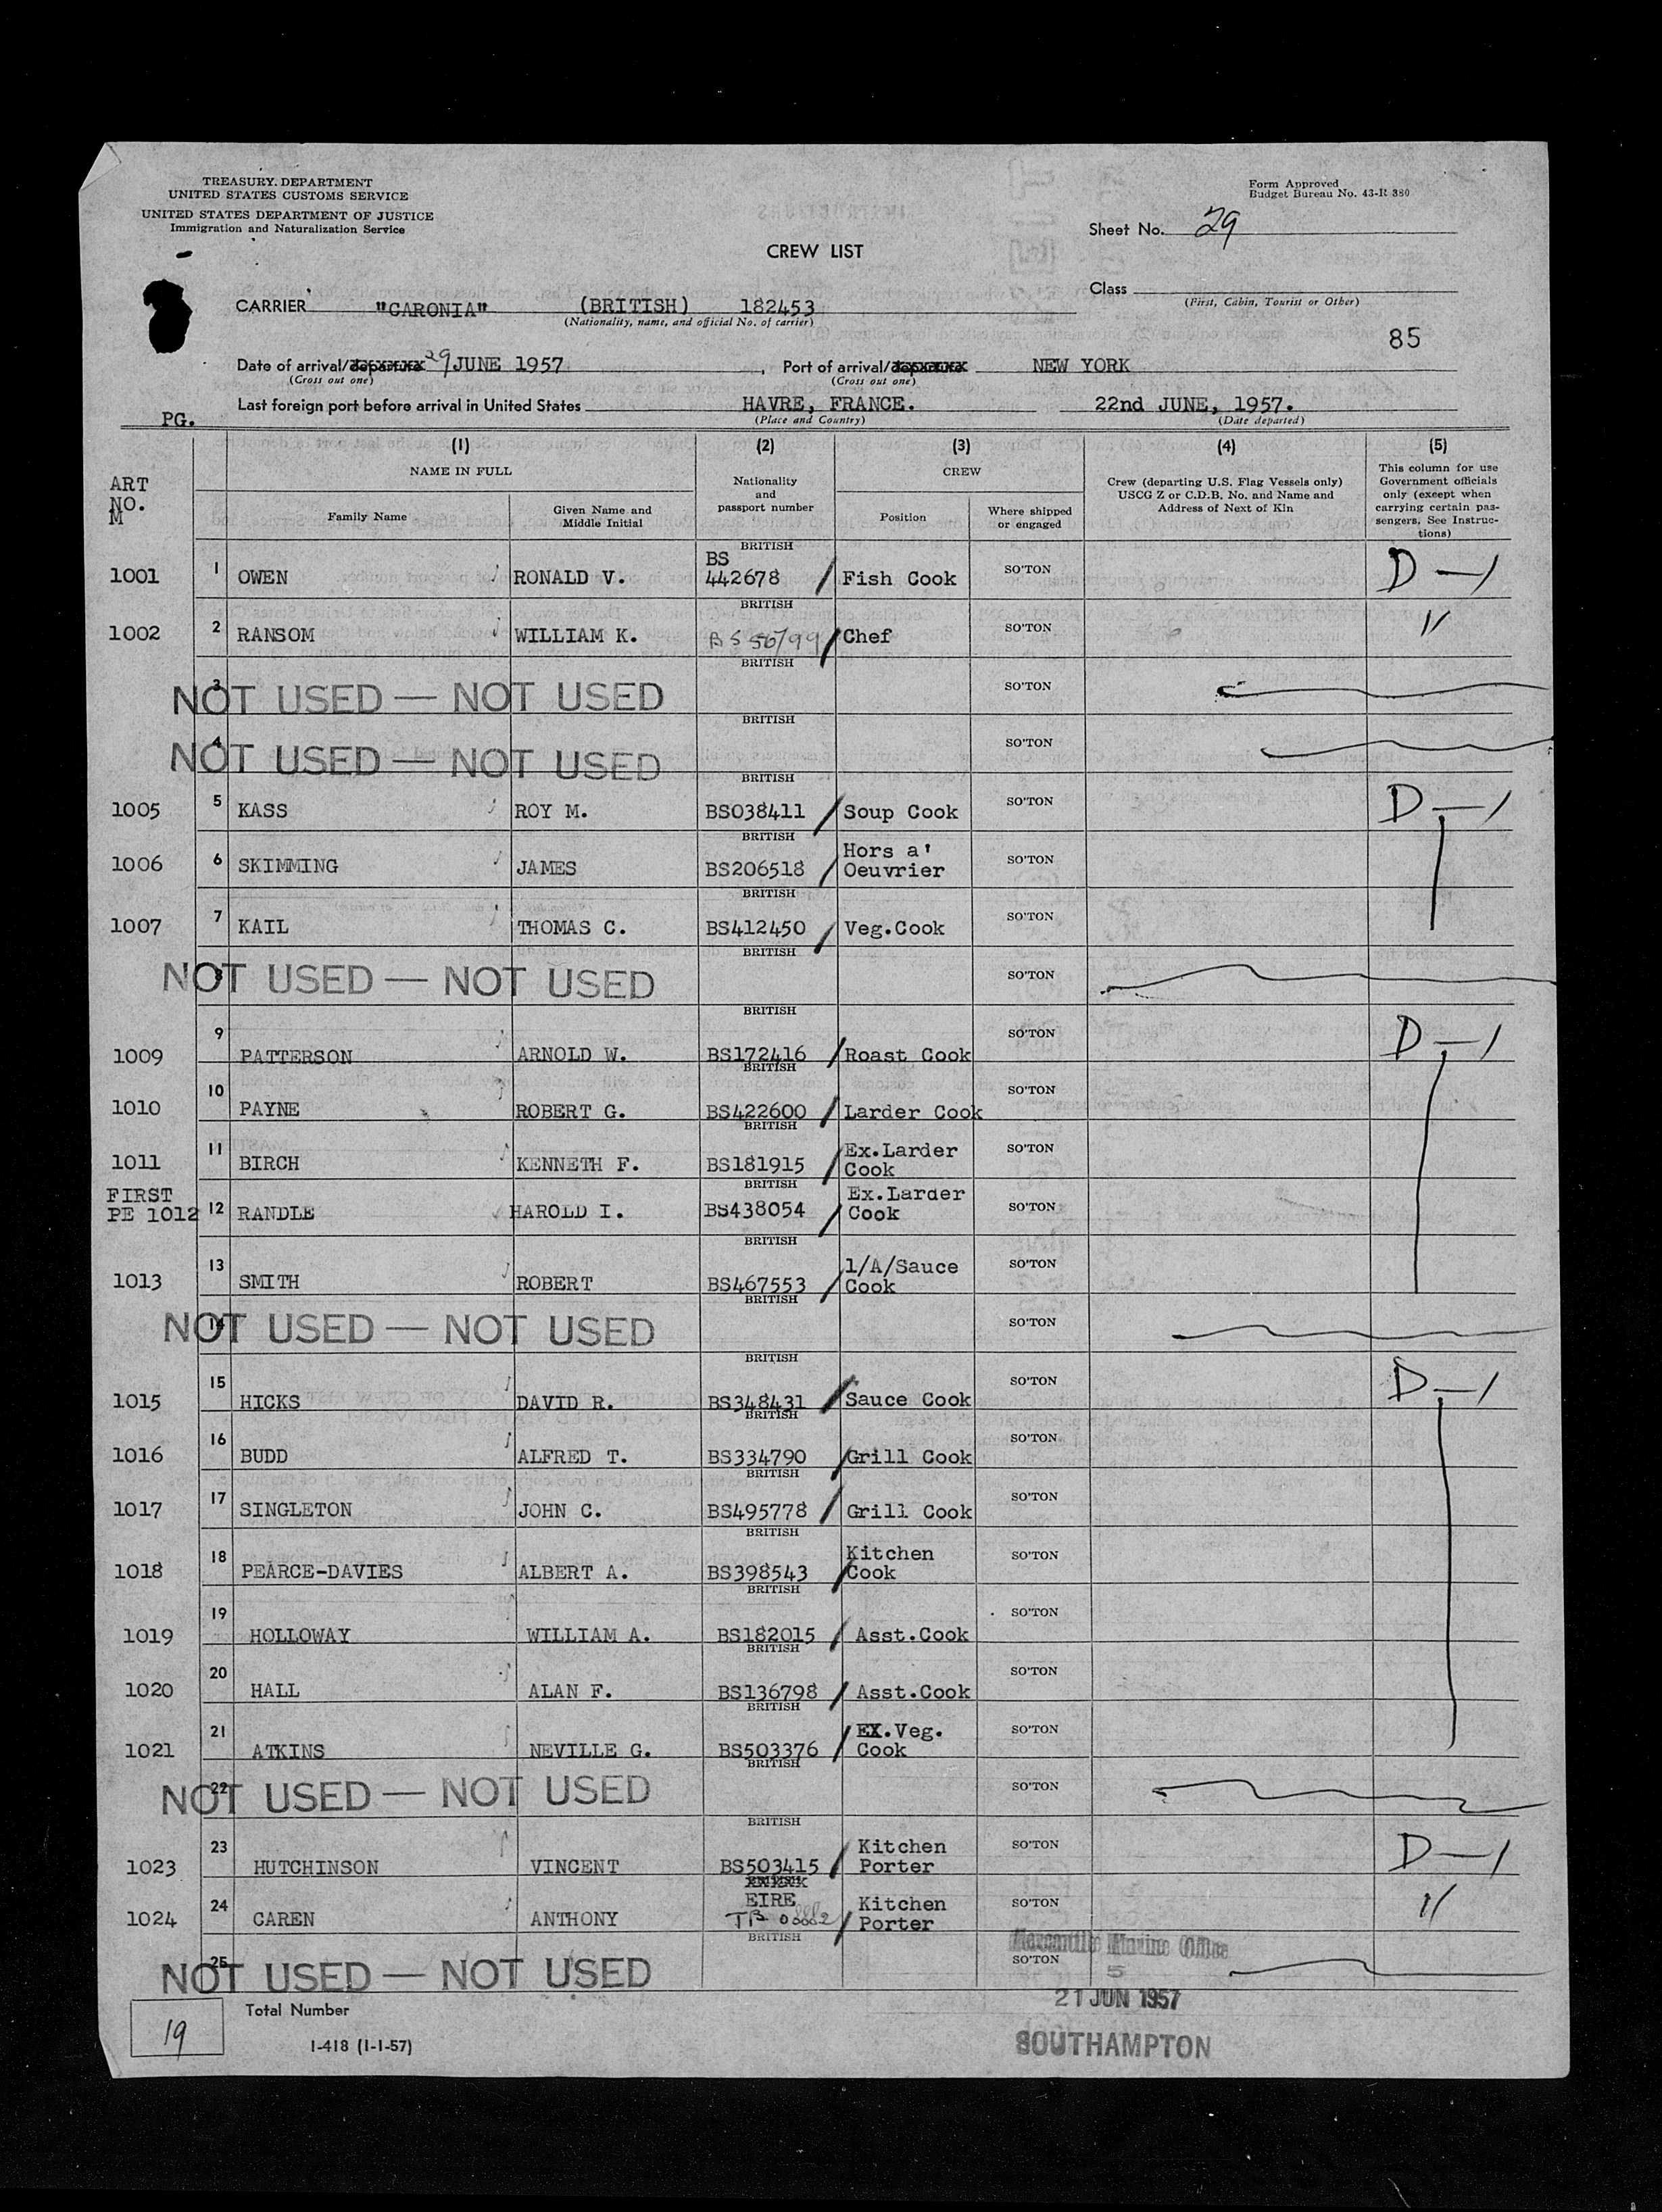 TREASURY DEPARTMENT
UNITED STATES CUSTOMS SERVICE
UNITED STATES DEPARTMENT OF JUSTICE
Immigration and Naturalization Service
Form Approved
Budget Bureau No. 43-R 380
Sheet No. 29
CREW LIST
Class
(First, Cabin, Tourist or Other)
CARRIER "CARONIA" (BRITISH) 182453
(Nationality, name, and official No. of carrier)
85
Date of arrival/departure 29 JUNE 1957, Port of arrival/departure NEW YORK
(Cross out one) (Cross out one)
Last foreign port before arrival in United States HAVRE, FRANCE. 22nd JUNE, 1957.
PG. (Place and Country) (Date departed)
(1) (2) (3) (4) (5)
ART NO. M
NAME IN FULL
Family Name
Given Name and Middle Initial
Nationality and passport number
CREW
Position
Where shipped or engaged
Crew (departing U.S. Flag Vessels only) USCG Z or C.D.B. No. and Name and Address of Next of Kin
This column for use Government officials only (except when carrying certain passengers. See Instructions)
1001 1 OWEN RONALD V. BRITISH BS 442678 / Fish Cook SO'TON D-1
1002 2 RANSOM WILLIAM K. BRITISH BS 56799 / Chef SO'TON "
3 NOT USED — NOT USED BRITISH SO'TON
4 NOT USED — NOT USED BRITISH SO'TON
1005 5 KASS ROY M. BRITISH BS038411 / Soup Cook SO'TON D-1
1006 6 SKIMMING JAMES BRITISH BS206518 / Hors a' Oeuvrier SO'TON
1007 7 KAIL THOMAS C. BRITISH BS412450 / Veg.Cook SO'TON
8 NOT USED — NOT USED BRITISH SO'TON
1009 9 PATTERSON ARNOLD W. BRITISH BS172416 / Roast Cook SO'TON D-1
1010 10 PAYNE ROBERT G. BRITISH BS422600 / Larder Cook SO'TON
1011 11 BIRCH KENNETH F. BRITISH BS181915 / Ex.Larder Cook SO'TON
FIRST PE 1012 12 RANDLE HAROLD I. BRITISH BS438054 / Ex.Larder Cook SO'TON
1013 13 SMITH ROBERT BRITISH BS467553 / 1/A/Sauce Cook SO'TON
14 NOT USED — NOT USED BRITISH SO'TON
1015 15 HICKS DAVID R. BRITISH BS348431 / Sauce Cook SO'TON D-1
1016 16 BUDD ALFRED T. BRITISH BS334790 / Grill Cook SO'TON
1017 17 SINGLETON JOHN C. BRITISH BS495778 / Grill Cook SO'TON
1018 18 PEARCE-DAVIES ALBERT A. BRITISH BS398543 / Kitchen Cook SO'TON
1019 19 HOLLOWAY WILLIAM A. BRITISH BS182015 / Asst.Cook SO'TON
1020 20 HALL ALAN F. BRITISH BS136798 / Asst.Cook SO'TON
1021 21 ATKINS NEVILLE G. BRITISH BS503376 / EX.Veg. Cook SO'TON
22 NOT USED — NOT USED BRITISH SO'TON
1023 23 HUTCHINSON VINCENT BRITISH BS503415 / Kitchen Porter SO'TON D-1
1024 24 CAREN ANTHONY EIRE / Kitchen Porter SO'TON "
25 NOT USED — NOT USED BRITISH SO'TON
Mercantile Marine Office
5
21 JUN 1957
SOUTHAMPTON
19 Total Number
I-418 (1-1-57)